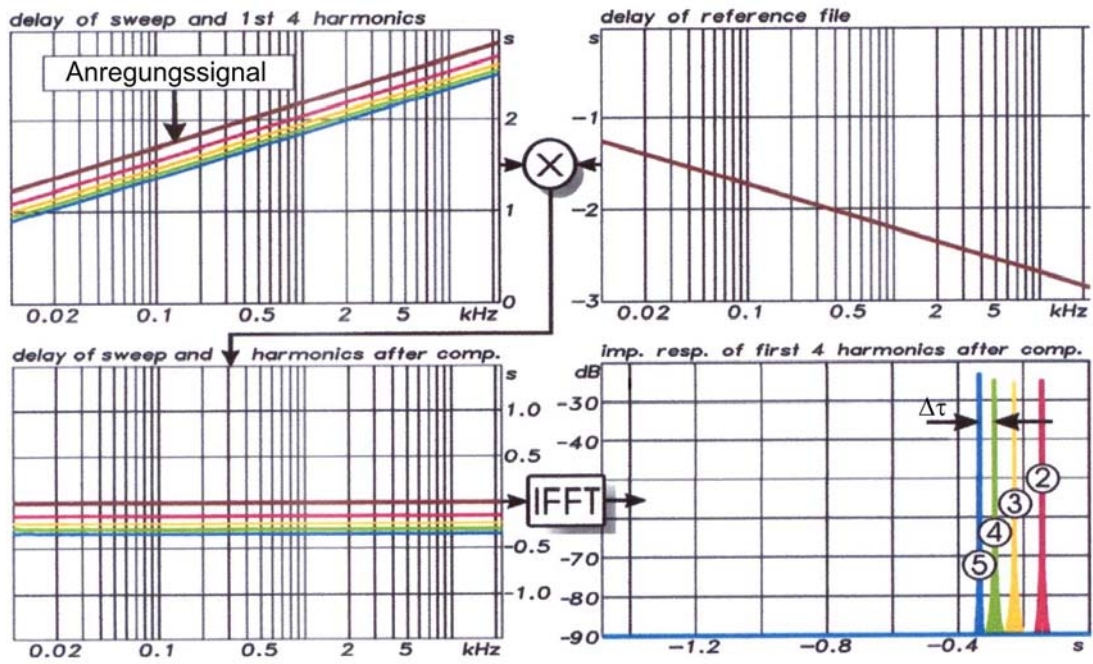 delay of sweep and 1st 4 harmonics
s
Anregungssignal
2
1
0
0.02 0.1 0.5 2 5 kHz
delay of reference file
s
-1
-2
-3
0.02 0.1 0.5 2 5 kHz
X
delay of sweep and harmonics after comp.
s
1.0
0.5
-0.5
-1.0
0.02 0.1 0.5 2 5 kHz
IFFT
imp. resp. of first 4 harmonics after comp.
dB
-30
-40
-70
-80
-90
Δτ
2
3
4
5
-1.2 -0.8 -0.4 s